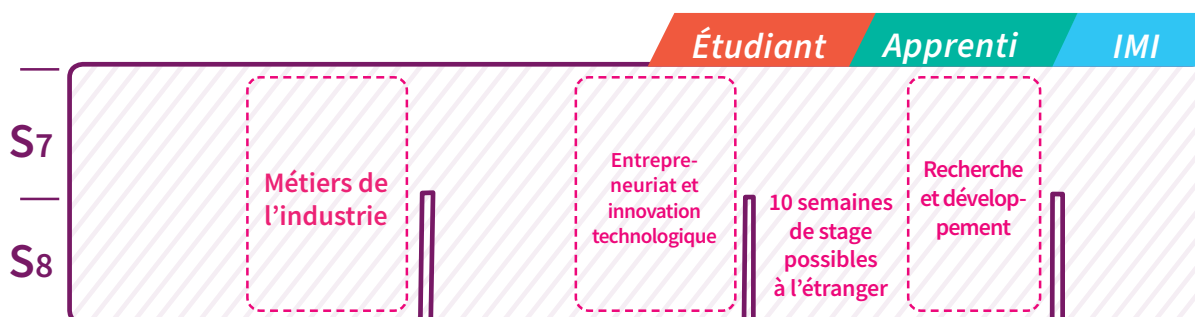 Étudiant
Apprenti
IMI
S7
S8
Métiers de
l'industrie
Entrepre-
neuriat et
innovation
technologique
10 semaines
de stage
possibles
à l'étranger
Recherche
et dévelop-
pement